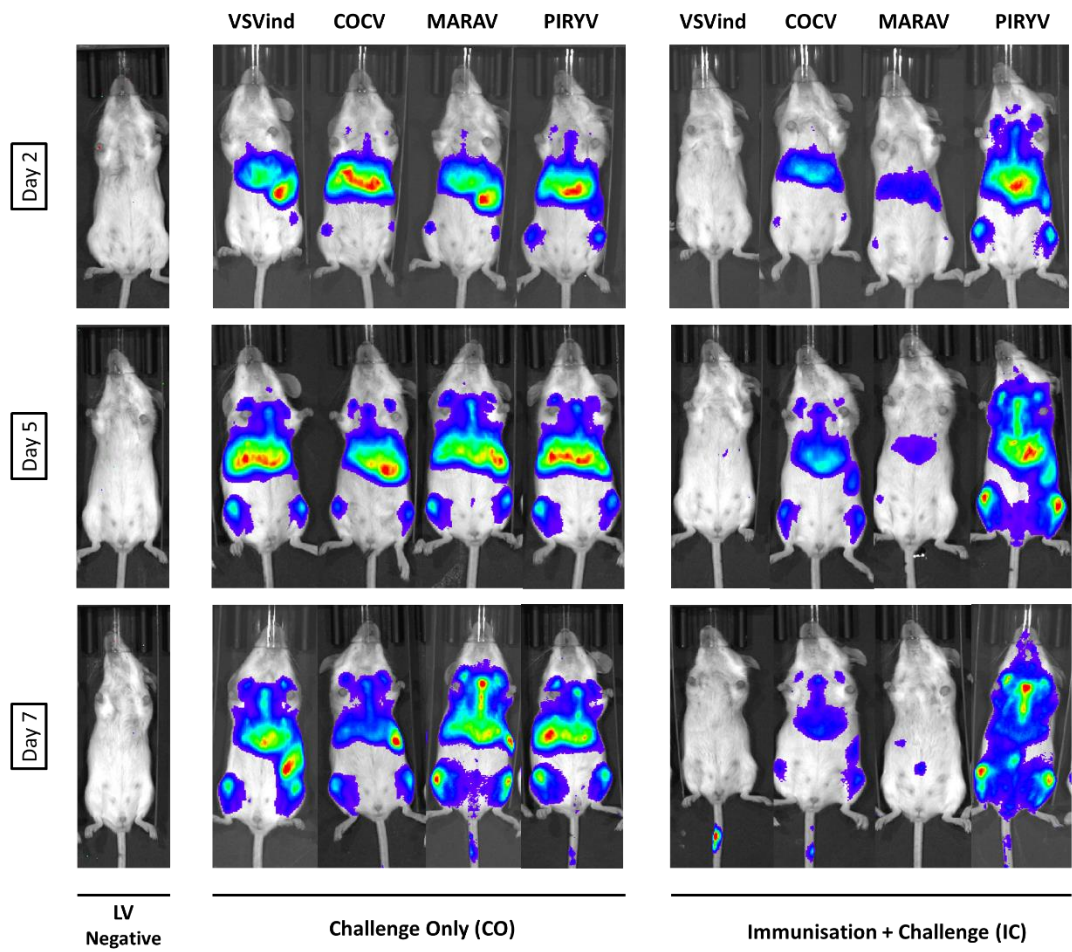 VSVind COCV MARAV PIRYV VSVind COCV MARAV PIRYV
Day 2
Day 5
Day 7
LV
Negative
Challenge Only (CO)
Immunisation + Challenge (IC)